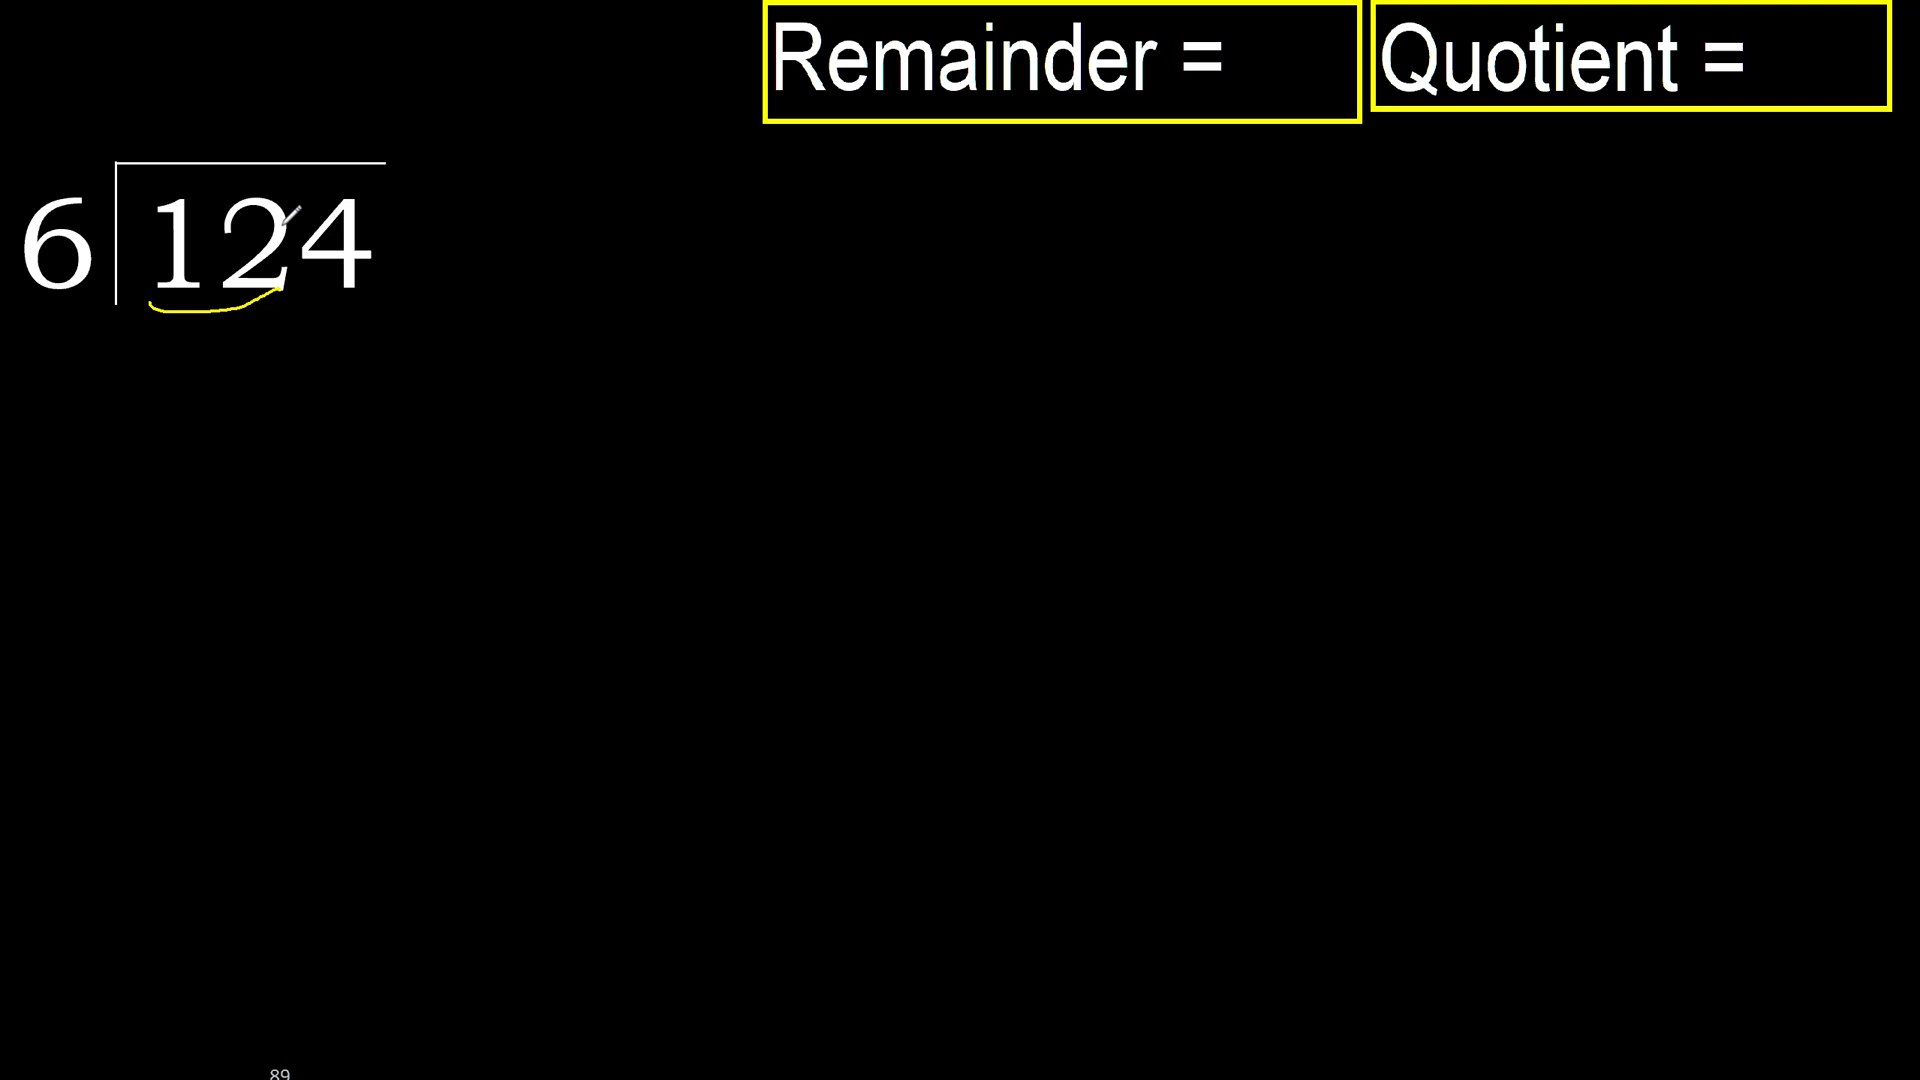 Remainder = Quotient =
6 124
89